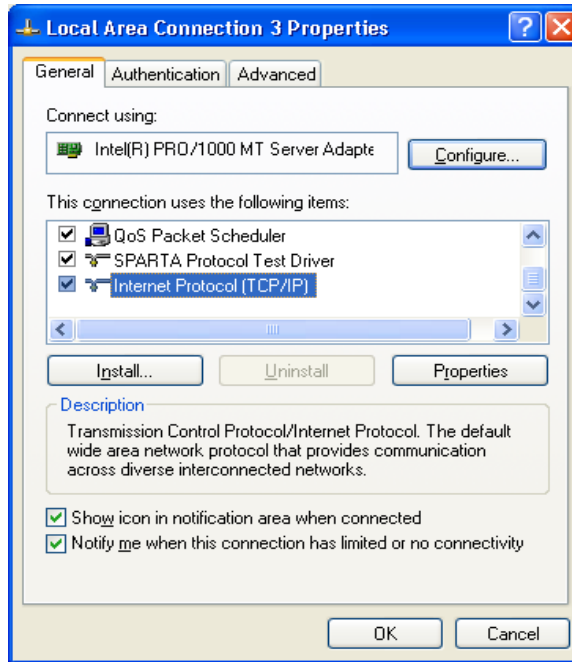 Local Area Connection 3 Properties
General Authentication Advanced
Connect using:
Intel(R) PRO/1000 MT Server Adapte
Configure...
This connection uses the following items:
QoS Packet Scheduler
SPARTA Protocol Test Driver
Internet Protocol (TCP/IP)
Install... Uninstall Properties
Description
Transmission Control Protocol/Internet Protocol. The default
wide area network protocol that provides communication
across diverse interconnected networks.
Show icon in notification area when connected
Notify me when this connection has limited or no connectivity
OK Cancel